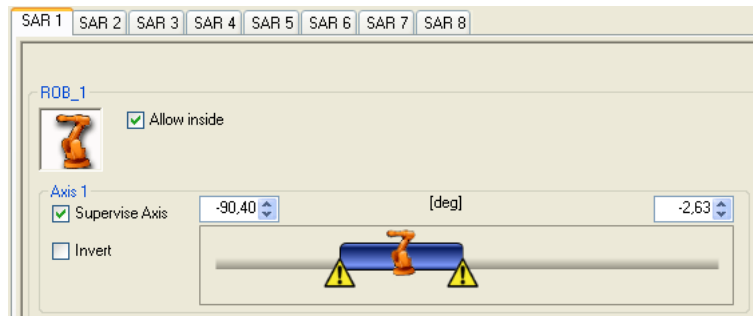 SAR 1 SAR 2 SAR 3 SAR 4 SAR 5 SAR 6 SAR 7 SAR 8
ROB_1
Allow inside
Axis 1
Supervise Axis -90,40 [deg] -2,63
Invert